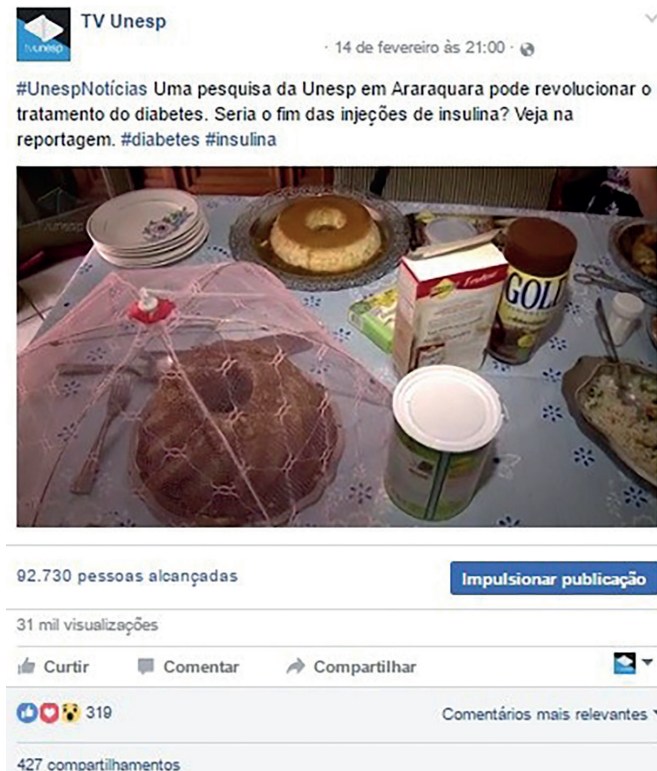 TV Unesp
tvunesp
· 14 de fevereiro às 21:00 ·
#UnespNotícias Uma pesquisa da Unesp em Araraquara pode revolucionar o
tratamento do diabetes. Seria o fim das injeções de insulina? Veja na
reportagem. #diabetes #insulina
tvunesp
GOLD
92.730 pessoas alcançadas
Impulsionar publicação
31 mil visualizações
Curtir
Comentar
Compartilhar
319
Comentários mais relevantes
427 compartilhamentos